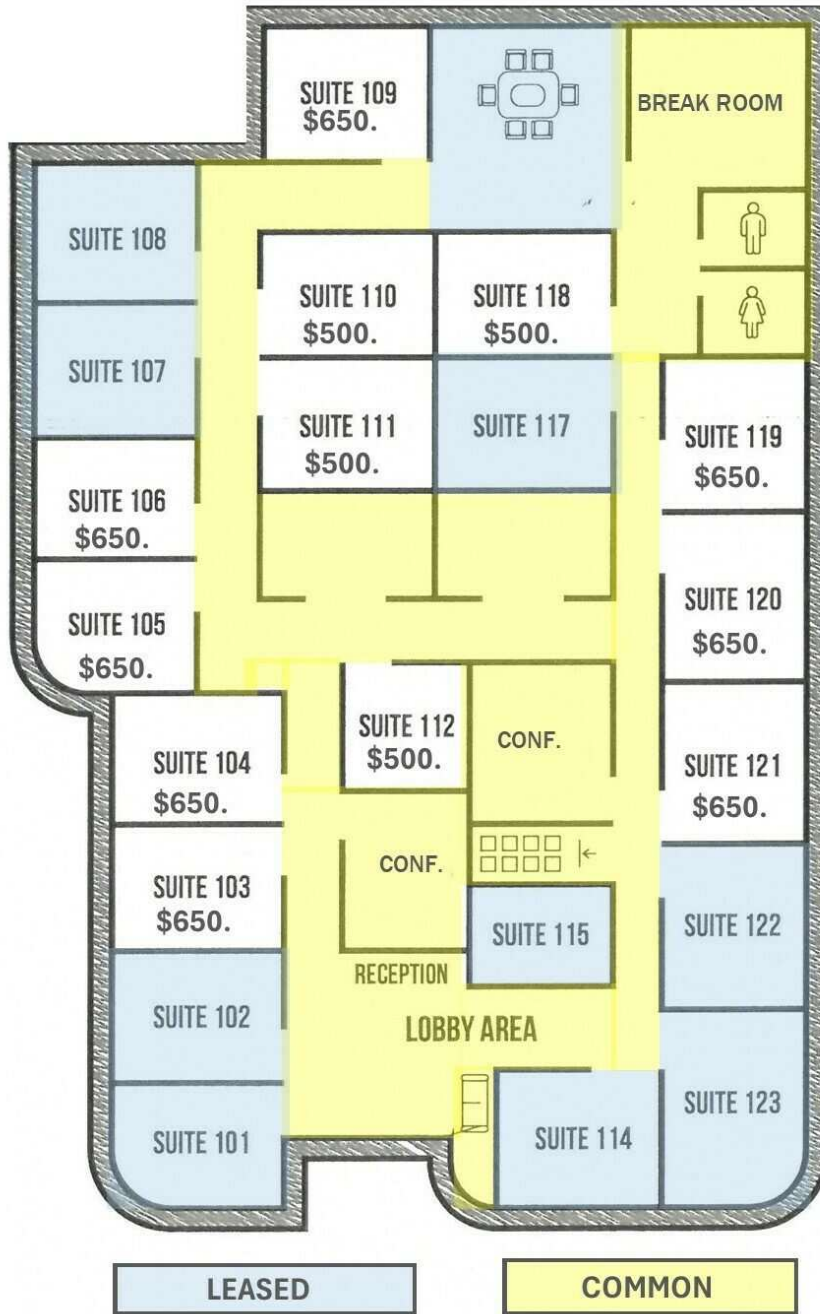 SUITE 109
$650.
BREAK ROOM
SUITE 108
SUITE 110
$500.
SUITE 118
$500.
SUITE 107
SUITE 111
$500.
SUITE 117
SUITE 119
$650.
SUITE 106
$650.
SUITE 120
$650.
SUITE 105
$650.
SUITE 112
$500.
CONF.
SUITE 104
$650.
SUITE 121
$650.
CONF.
SUITE 103
$650.
SUITE 115
SUITE 122
RECEPTION
SUITE 102
LOBBY AREA
SUITE 123
SUITE 101
SUITE 114
LEASED
COMMON